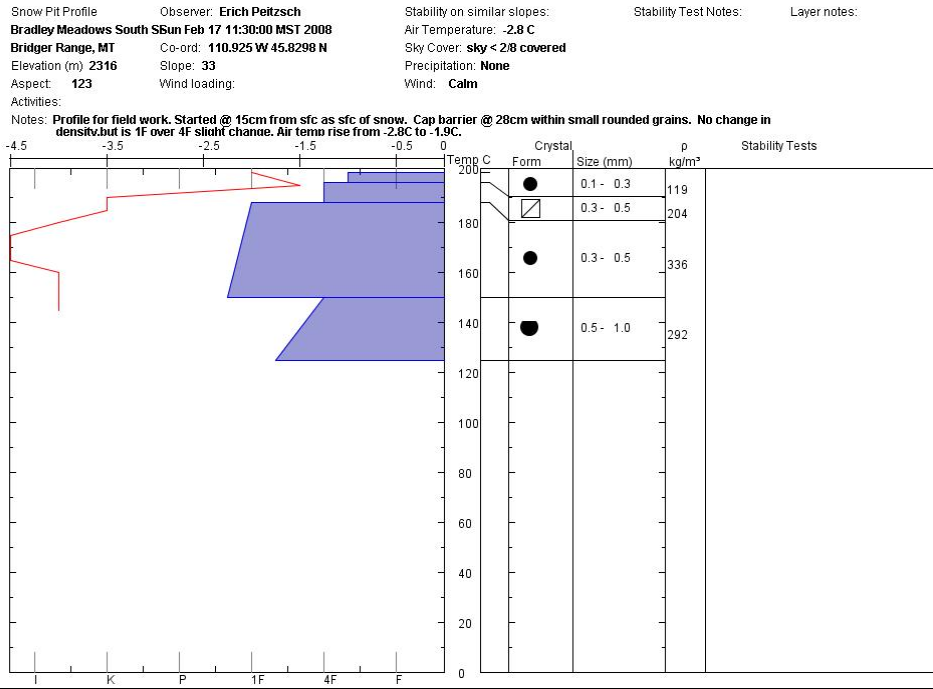 Snow Pit Profile Observer: Erich Peitzsch Stability on similar slopes: Stability Test Notes: Layer notes:
Bradley Meadows South S Sun Feb 17 11:30:00 MST 2008 Air Temperature: -2.8 C
Bridger Range, MT Co-ord: 110.925 W 45.8298 N Sky Cover: sky < 2/8 covered
Elevation (m) 2316 Slope: 33 Precipitation: None
Aspect: 123 Wind loading: Wind: Calm
Activities:
Notes: Profile for field work. Started @ 15cm from sfc as sfc of snow. Cap barrier @ 28cm within small rounded grains. No change in
density.but is 1F over 4F slight change. Air temp rise from -2.8C to -1.9C.
-4.5 -3.5 -2.5 -1.5 -0.5 0 Crystal ρ Stability Tests
Temp C Form Size (mm) kg/m³
200
0.1 - 0.3 119
0.3 - 0.5 204
180
0.3 - 0.5 336
160
140 0.5 - 1.0 292
120
100
80
60
40
20
0
I K P 1F 4F F